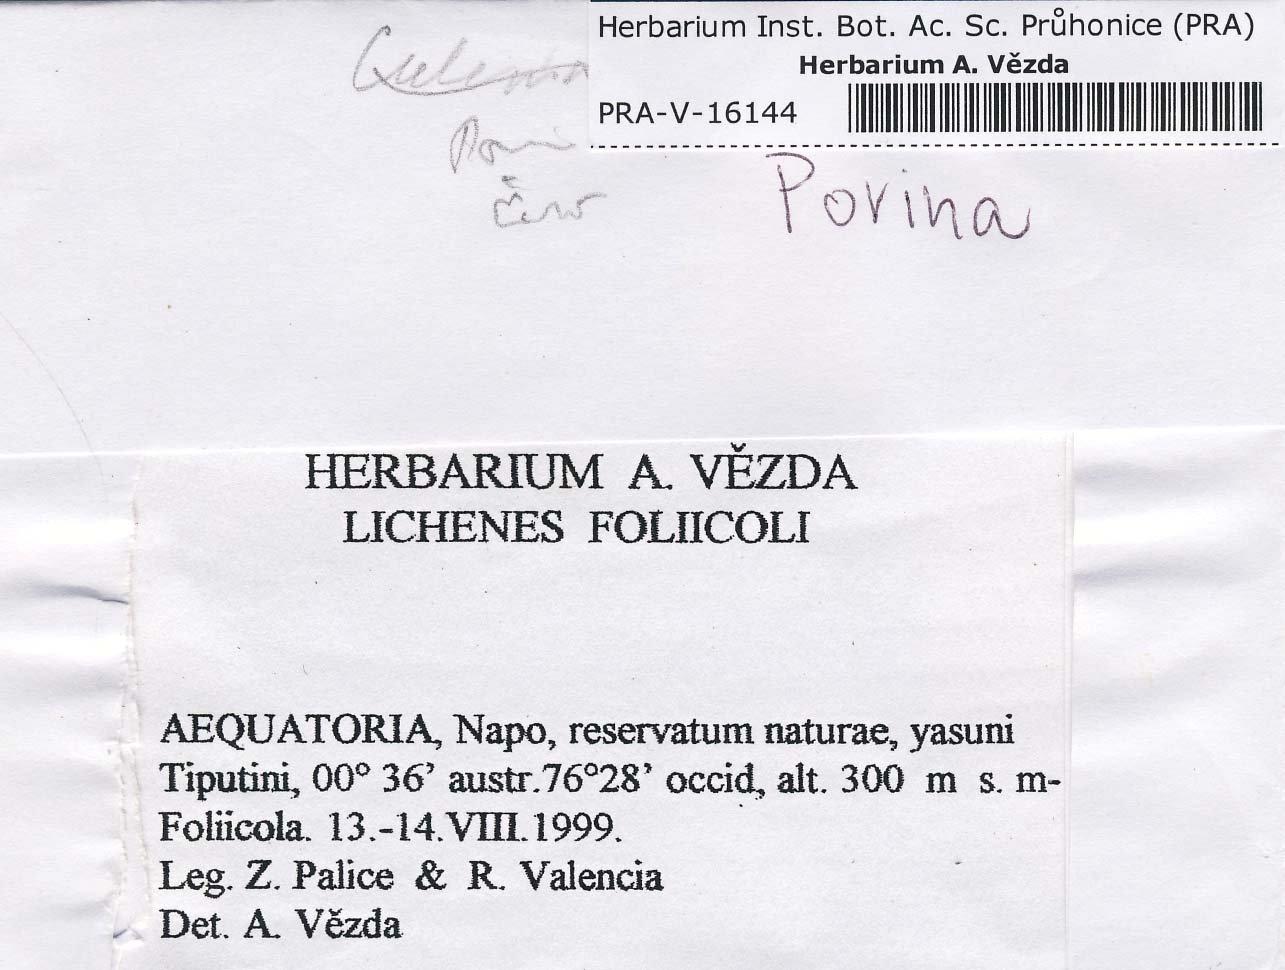 Herbarium Inst. Bot. Ac. Sc. Průhonice (PRA)
Herbarium A. Vězda
PRA-V-16144
Porina
HERBARIUM A. VĚZDA
LICHENES FOLIICOLI
AEQUATORIA, Napo, reservatum naturae, yasuni
Tiputini, 00° 36’ austr.76°28’ occid, alt. 300 m s. m-
Foliicola. 13.-14.VIII.1999.
Leg. Z. Palice & R. Valencia
Det. A. Vězda